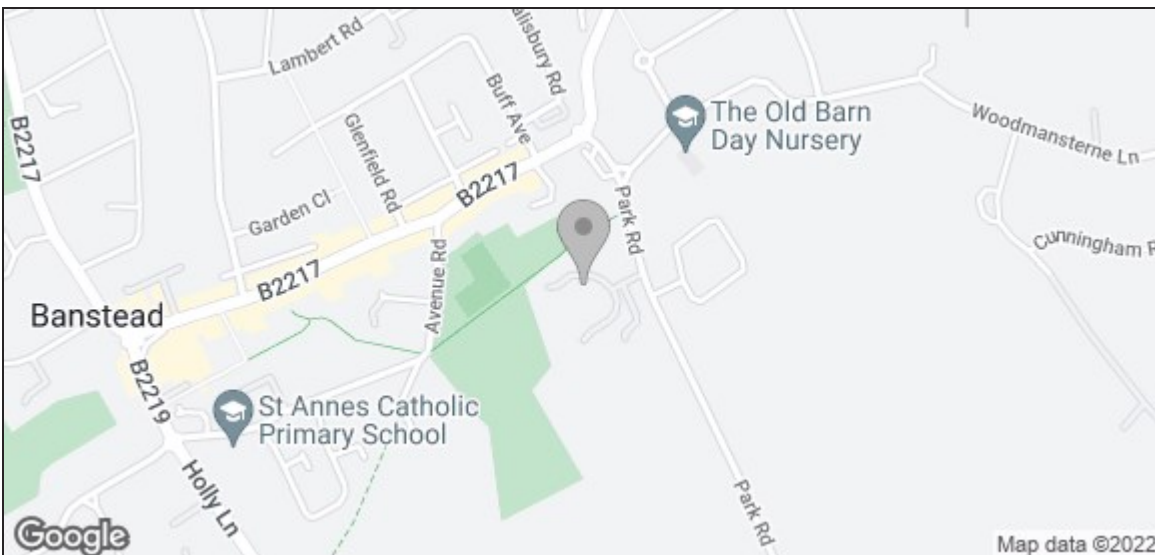 Lambert Rd
alisbury Rd
Buff Ave
B2217
Glenfield Rd
The Old Barn
Day Nursery
Woodmansterne Ln
B2217
Garden Cl
Park Rd
Cunningham R
B2217
Avenue Rd
Banstead
B2219
St Annes Catholic
Primary School
Holly Ln
Park Rd
Google
Map data ©2022